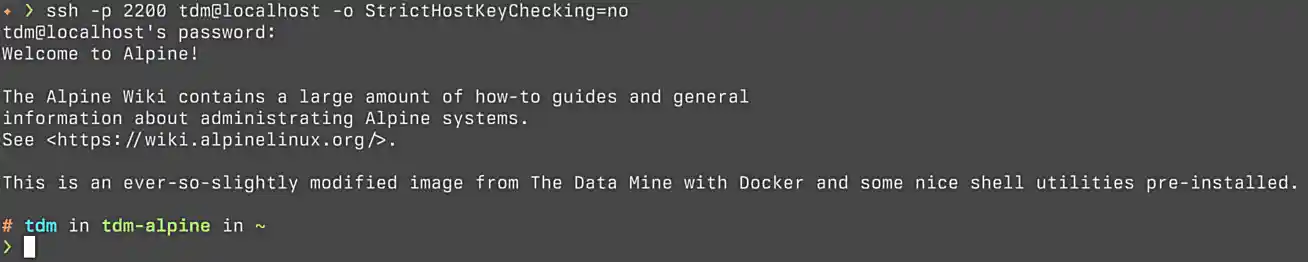 ✦ ❯ ssh -p 2200 tdm@localhost -o StrictHostKeyChecking=no
tdm@localhost's password:
Welcome to Alpine!
The Alpine Wiki contains a large amount of how-to guides and general
information about administrating Alpine systems.
See <https://wiki.alpinelinux.org/>.
This is an ever-so-slightly modified image from The Data Mine with Docker and some nice shell utilities pre-installed.
# tdm in tdm-alpine in ~
❯